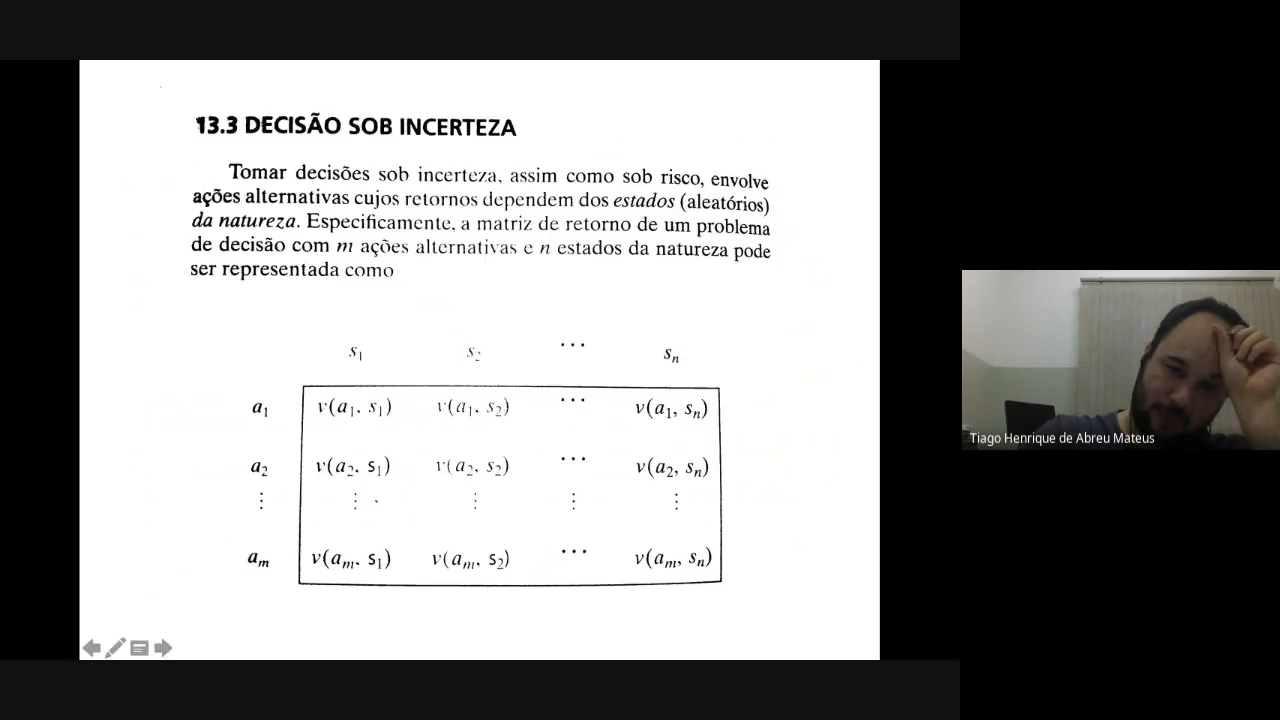 13.3 DECISÃO SOB INCERTEZA
Tomar decisões sob incerteza, assim como sob risco, envolve
ações alternativas cujos retornos dependem dos estados (aleatórios)
da natureza. Especificamente, a matriz de retorno de um problema
de decisão com m ações alternativas e n estados da natureza pode
ser representada como
s₁ s₂ ⋯ sₙ
a₁ v(a₁, s₁) v(a₁, s₂) ⋯ v(a₁, sₙ)
a₂ v(a₂, s₁) v(a₂, s₂) ⋯ v(a₂, sₙ)
⋮ ⋮ ⋮ ⋮ ⋮
aₘ v(aₘ, s₁) v(aₘ, s₂) ⋯ v(aₘ, sₙ)
Tiago Henrique de Abreu Mateus